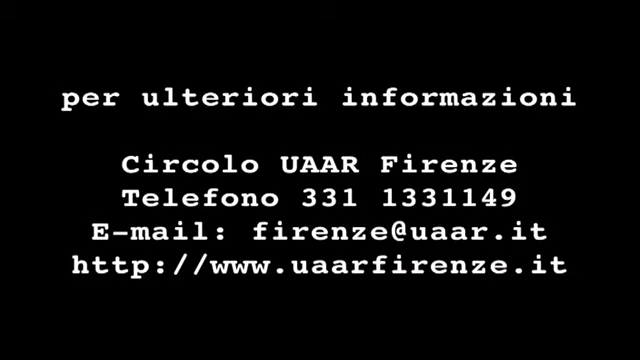 per ulteriori informazioni
Circolo UAAR Firenze
Telefono 331 1331149
E-mail: firenze@uaar.it
http://www.uaarfirenze.it